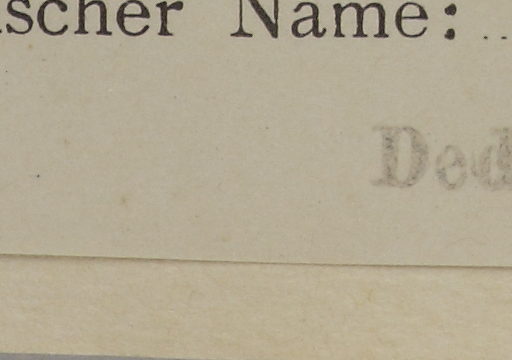 scher Name: ..
Ded